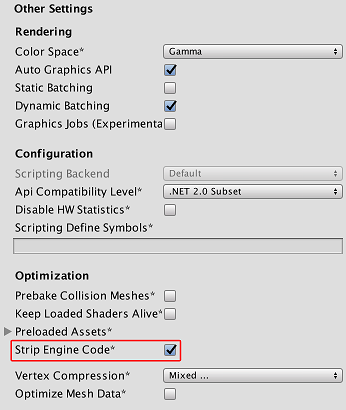 Other Settings
Rendering
Color Space* Gamma
Auto Graphics API
Static Batching
Dynamic Batching
Graphics Jobs (Experimenta
Configuration
Scripting Backend Default
Api Compatibility Level* .NET 2.0 Subset
Disable HW Statistics*
Scripting Define Symbols*
Optimization
Prebake Collision Meshes*
Keep Loaded Shaders Alive*
Preloaded Assets*
Strip Engine Code*
Vertex Compression* Mixed ...
Optimize Mesh Data*